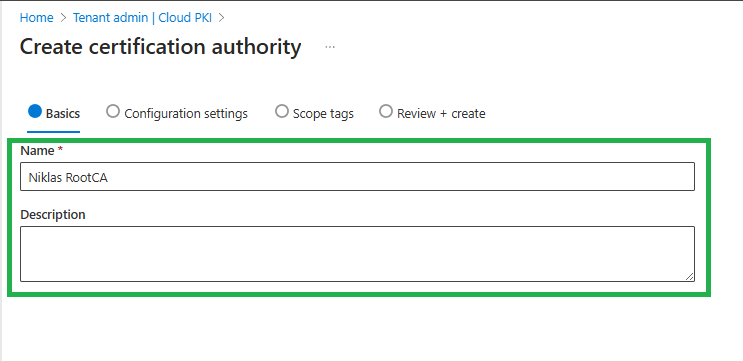 Home > Tenant admin | Cloud PKI >
Create certification authority ...
Basics Configuration settings Scope tags Review + create
Name *
Niklas RootCA
Description